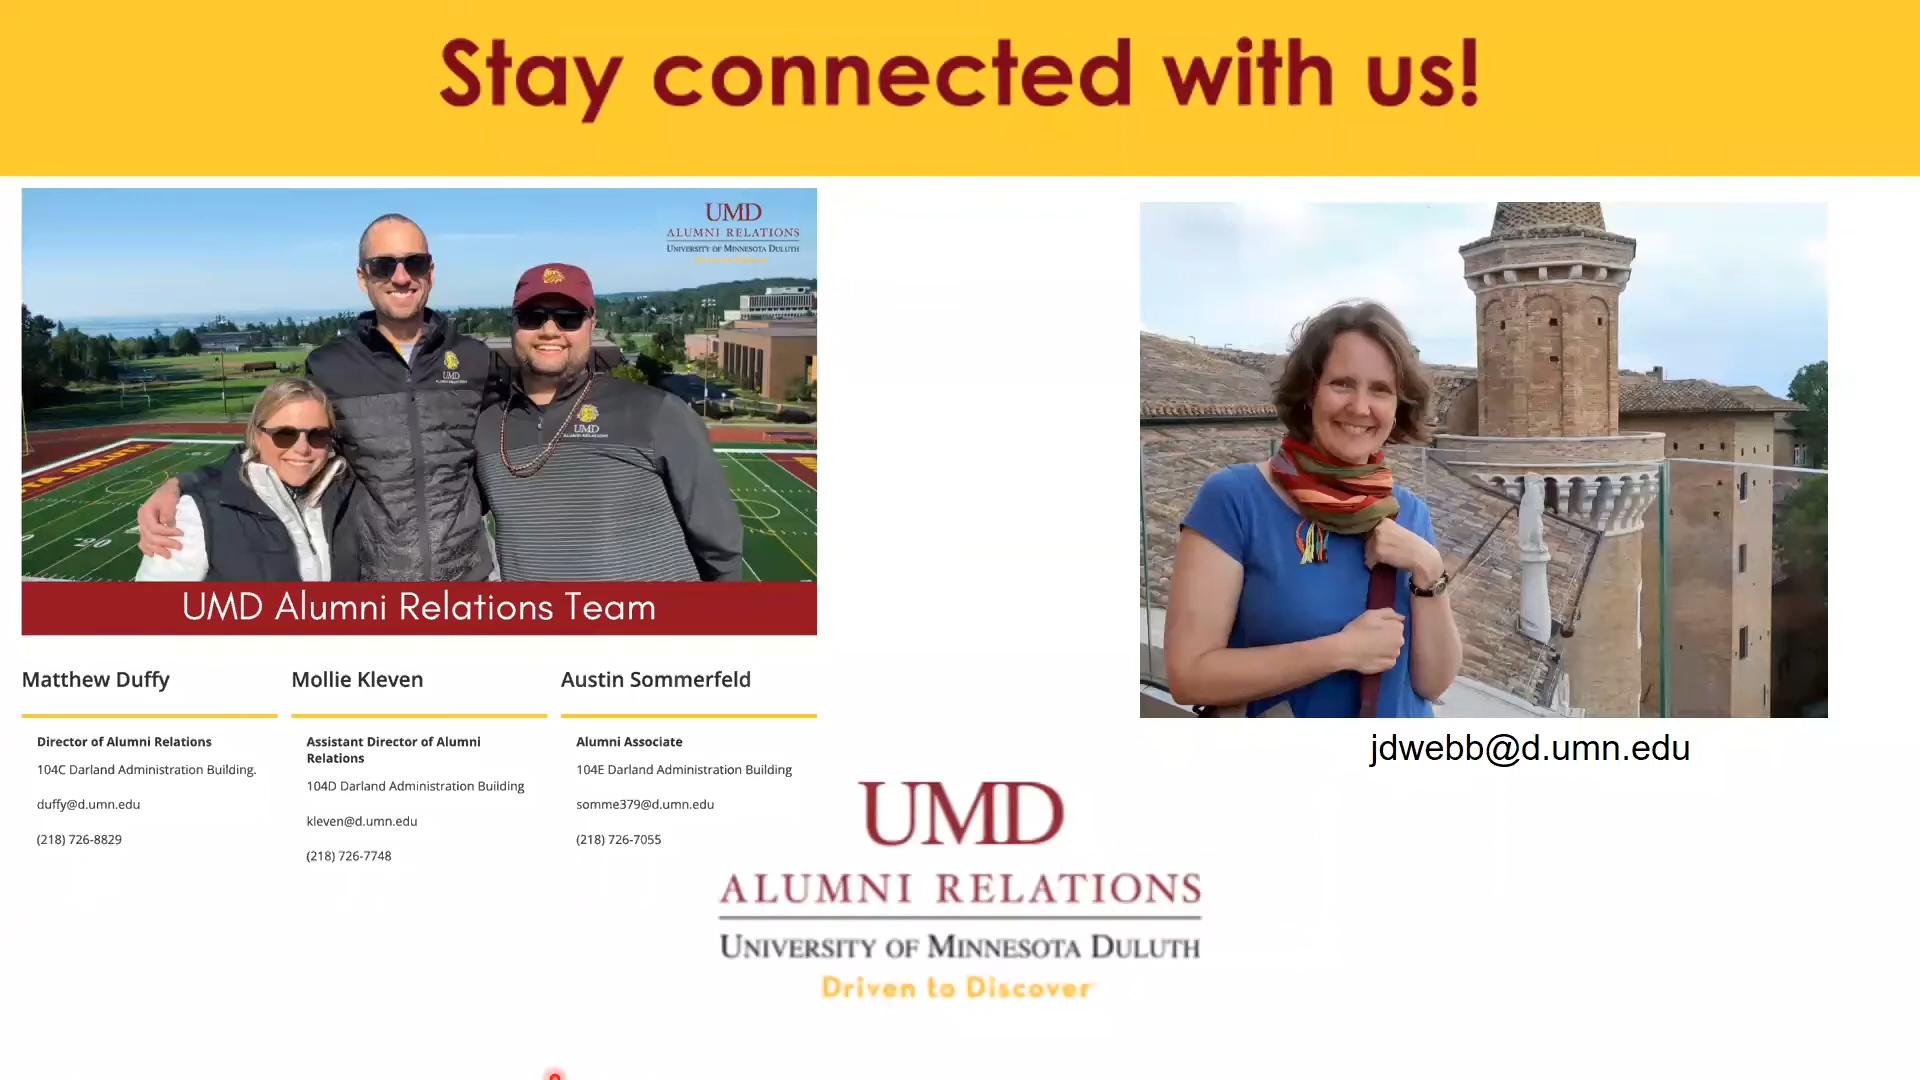 Stay connected with us!
UMD
ALUMNI RELATIONS
UNIVERSITY OF MINNESOTA DULUTH
UMD
UMD
UMD Alumni Relations Team
Matthew Duffy
Director of Alumni Relations
104C Darland Administration Building.
duffy@d.umn.edu
(218) 726-8829
Mollie Kleven
Assistant Director of Alumni
Relations
104D Darland Administration Building
kleven@d.umn.edu
(218) 726-7748
Austin Sommerfeld
Alumni Associate
104E Darland Administration Building
somme379@d.umn.edu
(218) 726-7055
jdwebb@d.umn.edu
UMD
ALUMNI RELATIONS
UNIVERSITY OF MINNESOTA DULUTH
Driven to Discover